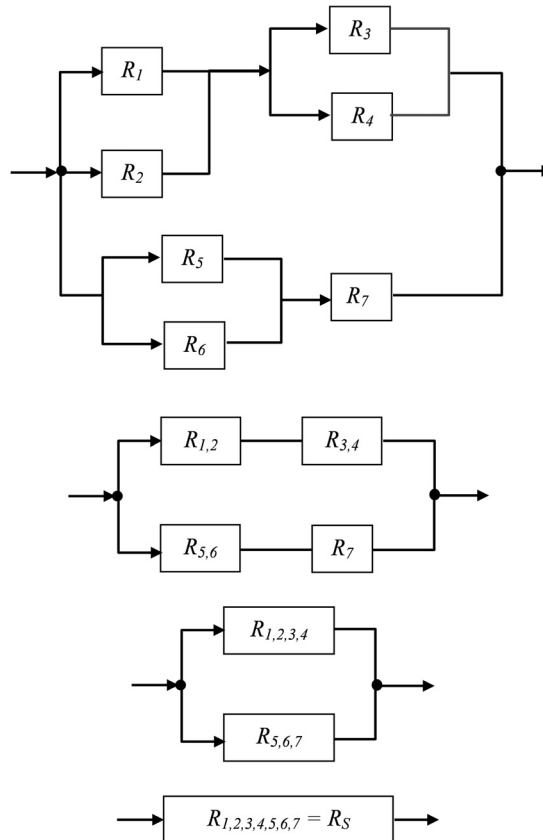 R₃
R₁
R₄
R₂
R₅
R₇
R₆
R₁,₂ R₃,₄
R₅,₆ R₇
R₁,₂,₃,₄
R₅,₆,₇
R₁,₂,₃,₄,₅,₆,₇ = R_S